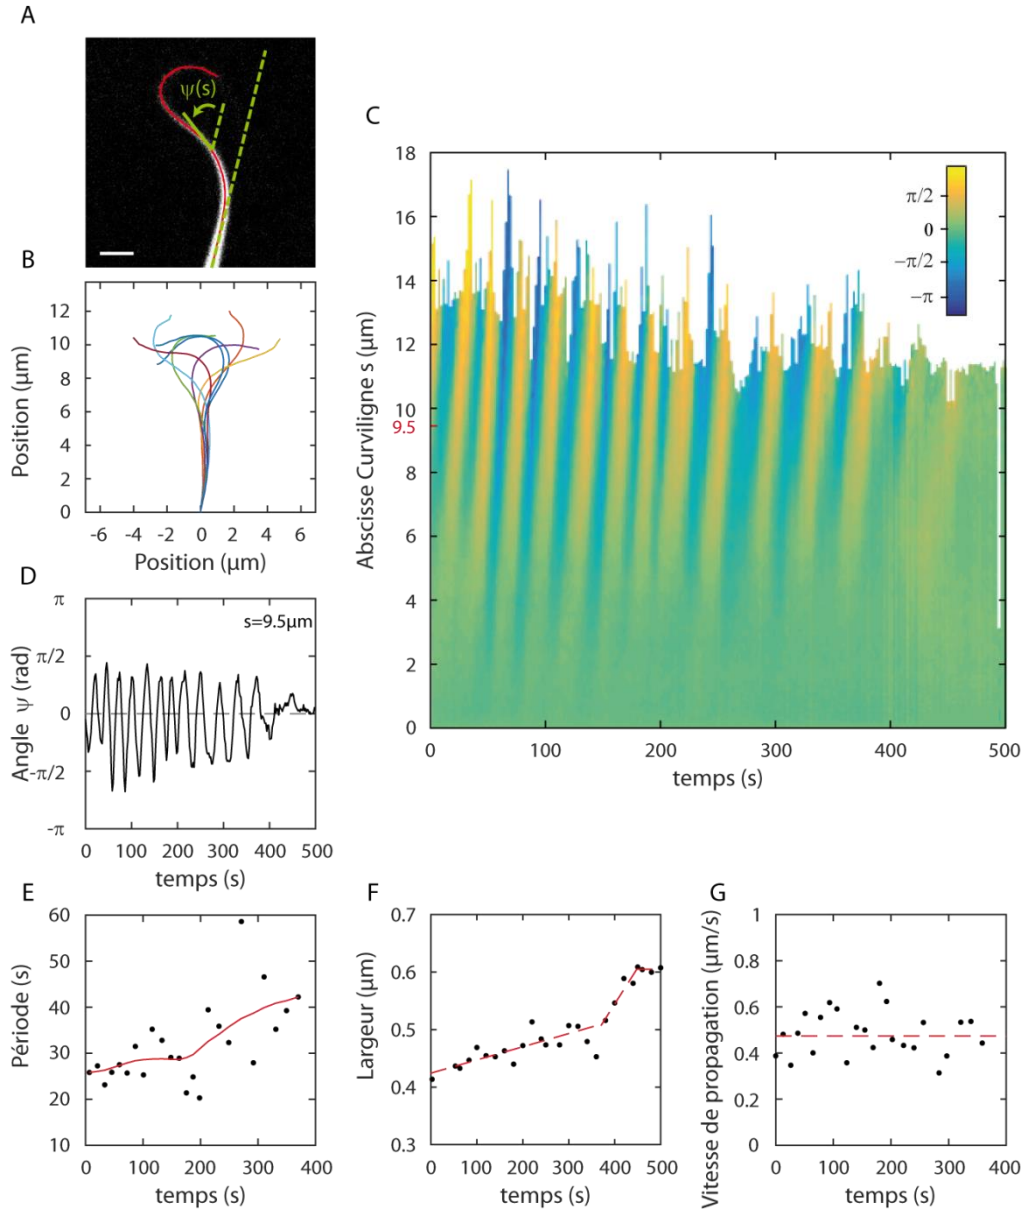 A
ψ(s)
B
Position (μm)
12
10
8
6
4
2
0
-6 -4 -2 0 2 4 6
Position (μm)
C
Abscisse Curviligne s (μm)
18
16
14
12
10
9.5
8
6
4
2
0
π/2
0
−π/2
−π
0 100 200 300 400 500
temps (s)
D
Angle ψ (rad)
π
π/2
0
-π/2
-π
s=9.5μm
0 100 200 300 400 500
temps (s)
E
Période (s)
60
50
40
30
20
10
0 100 200 300 400
temps (s)
F
Largeur (μm)
0.7
0.6
0.5
0.4
0.3
0 100 200 300 400 500
temps (s)
G
Vitesse de propagation (μm/s)
1
0.8
0.6
0.4
0.2
0
0 100 200 300 400
temps (s)